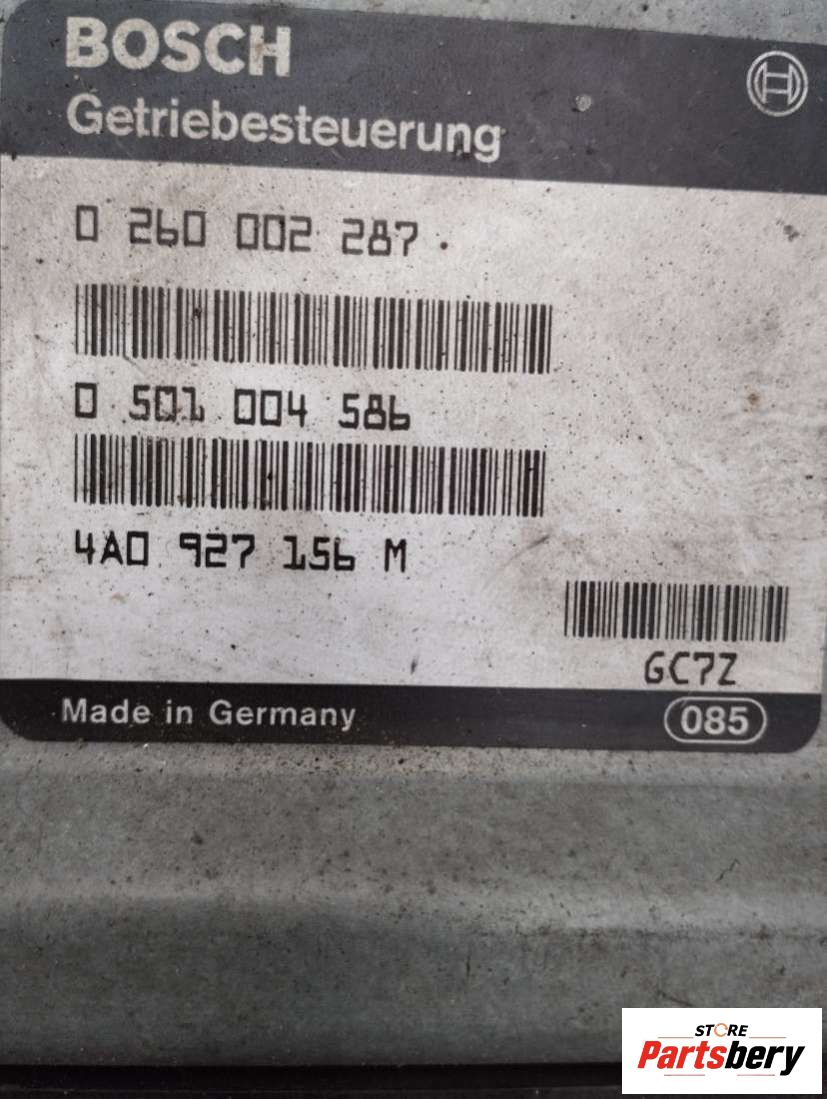 BOSCH
Getriebesteuerung
0 260 002 287
0 501 004 586
4A0 927 156 M
GC7Z
Made in Germany
085
STORE
Partsbery